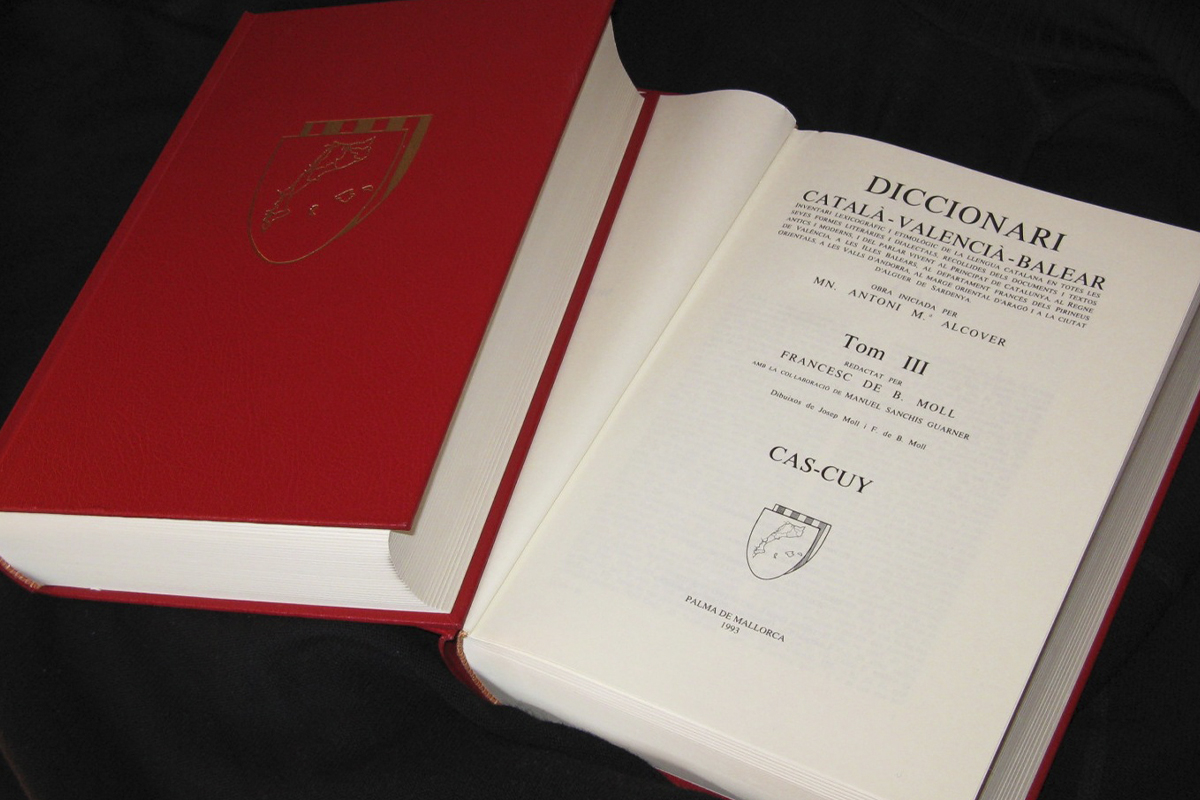 DICCIONARI
CATALÀ-VALENCIÀ-BALEAR
INVENTARI LEXICOGRÀFIC I ETIMOLÒGIC DE LA LLENGUA CATALANA EN TOTES LES
SEVES FORMES LITERÀRIES I DIALECTALS, RECOLLIDES DELS DOCUMENTS I TEXTOS
ANTICS I MODERNS, I DEL PARLAR VIVENT AL PRINCIPAT DE CATALUNYA, AL REGNE
DE VALÈNCIA, A LES ILLES BALEARS, AL DEPARTAMENT FRANCÈS DELS PIRINEUS
ORIENTALS, A LES VALLS D'ANDORRA, AL MARGE ORIENTAL D'ARAGÓ I A LA CIUTAT
D'ALGUER DE SARDENYA
OBRA INICIADA PER
MN. ANTONI M.ª ALCOVER
Tom III
REDACTAT PER
FRANCESC DE B. MOLL
AMB LA COL·LABORACIÓ DE MANUEL SANCHIS GUARNER
Dibuixos de Josep Moll i F. de B. Moll
CAS-CUY
PALMA DE MALLORCA
1993